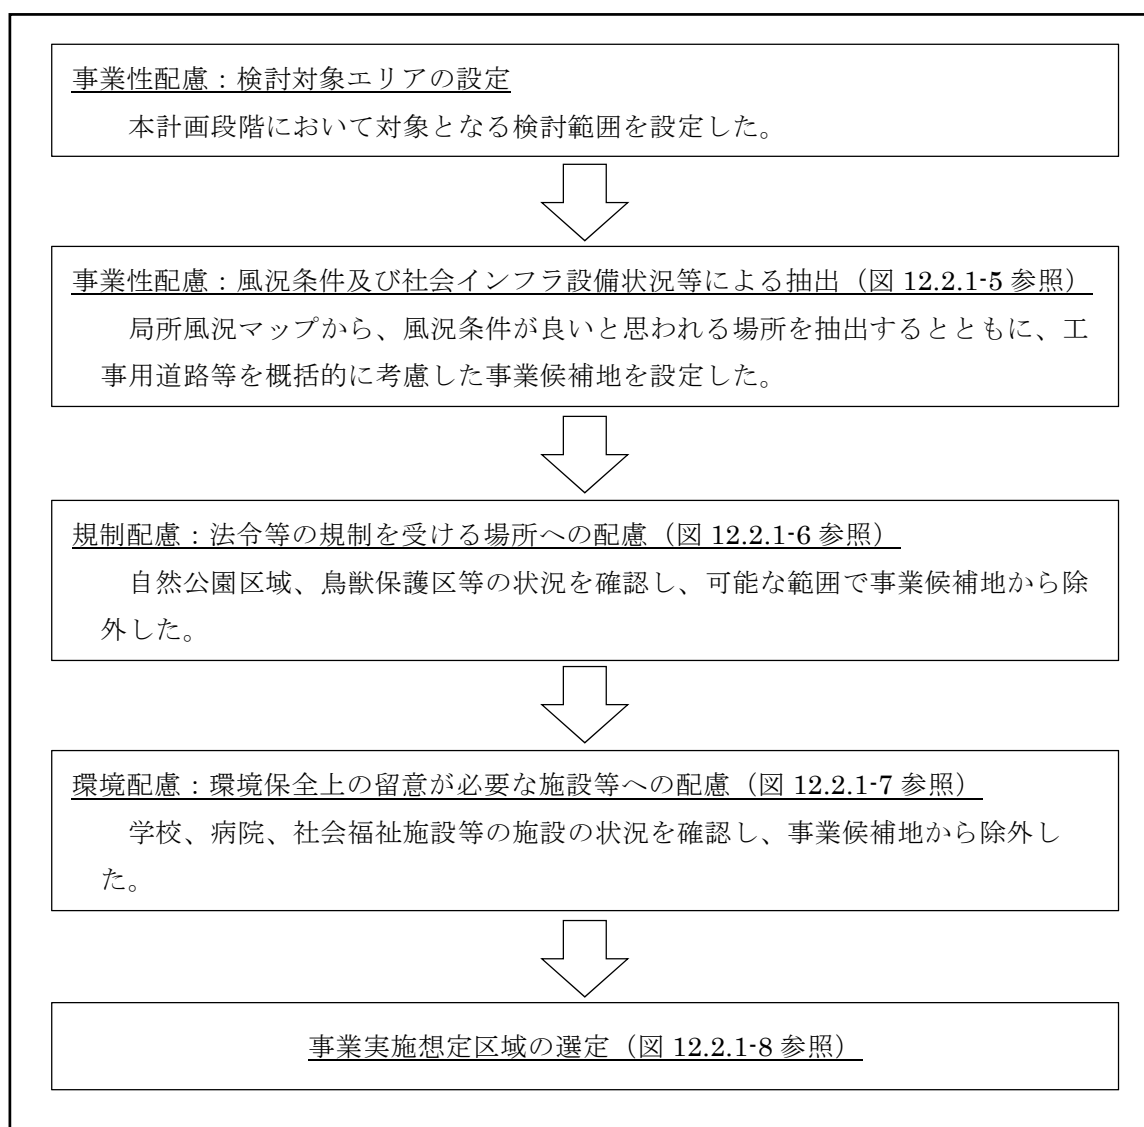 事業性配慮：検討対象エリアの設定
本計画段階において対象となる検討範囲を設定した。
事業性配慮：風況条件及び社会インフラ設備状況等による抽出（図 12.2.1-5 参照）
局所風況マップから、風況条件が良いと思われる場所を抽出するとともに、工
事用道路等を概括的に考慮した事業候補地を設定した。
規制配慮：法令等の規制を受ける場所への配慮（図 12.2.1-6 参照）
自然公園区域、鳥獣保護区等の状況を確認し、可能な範囲で事業候補地から除
外した。
環境配慮：環境保全上の留意が必要な施設等への配慮（図 12.2.1-7 参照）
学校、病院、社会福祉施設等の施設の状況を確認し、事業候補地から除外し
た。
事業実施想定区域の選定（図 12.2.1-8 参照）